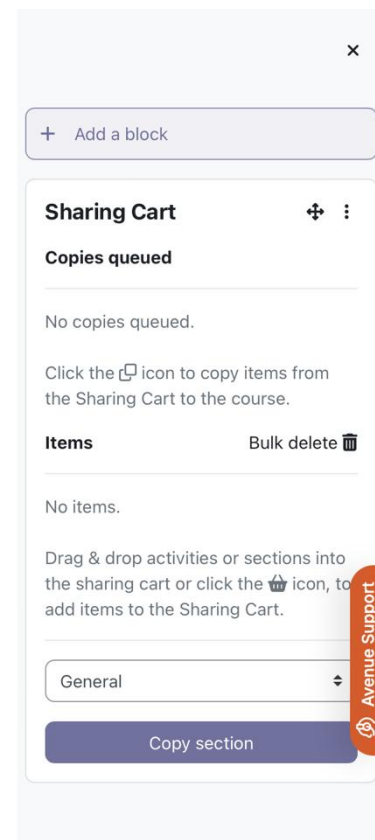 Add a block
Sharing Cart
Copies queued
No copies queued.
Click the icon to copy items from
the Sharing Cart to the course.
Items Bulk delete
No items.
Drag & drop activities or sections into
the sharing cart or click the icon, to
add items to the Sharing Cart.
General
Copy section
Avenue Support